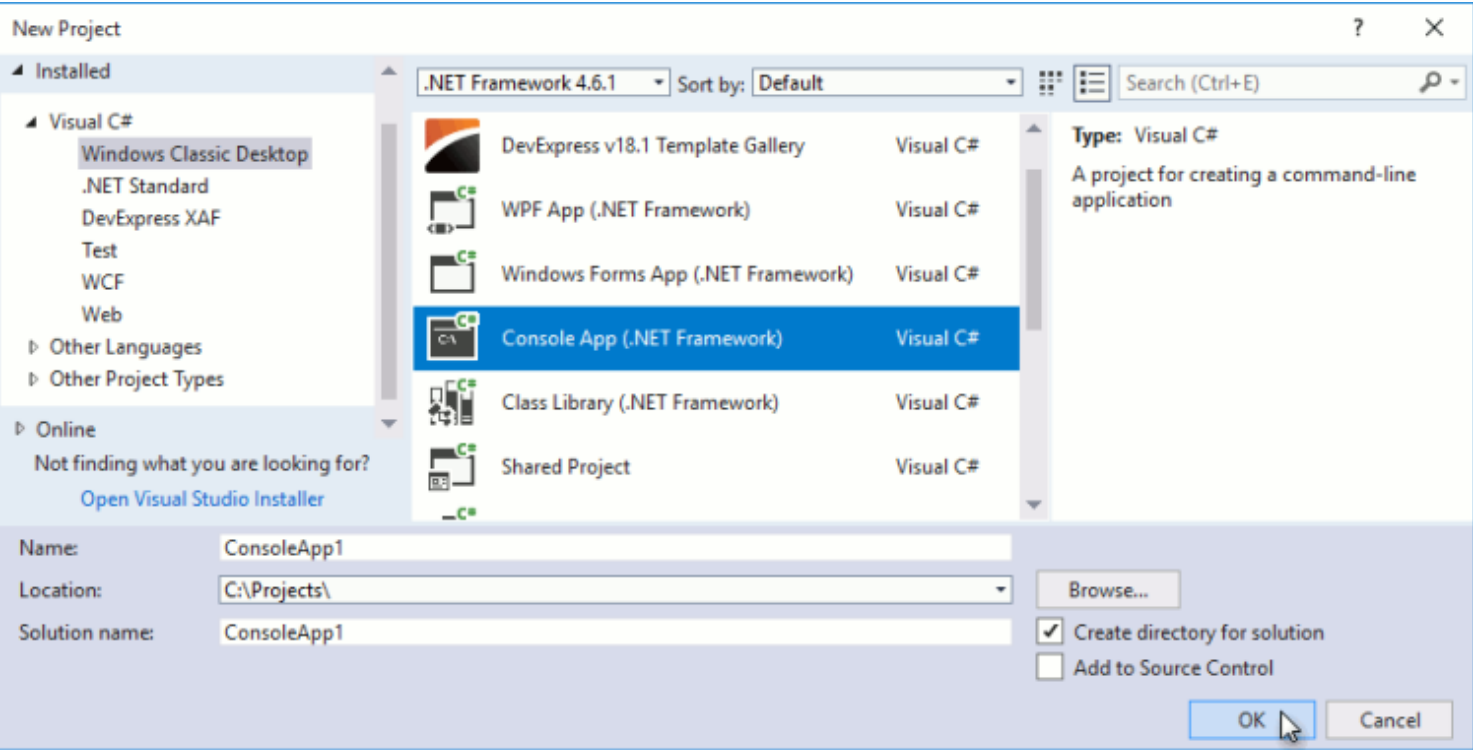 New Project
?
Installed
.NET Framework 4.6.1
Sort by: Default
Search (Ctrl+E)
Visual C#
Windows Classic Desktop
.NET Standard
DevExpress XAF
Test
WCF
Web
Other Languages
Other Project Types
Online
Not finding what you are looking for?
Open Visual Studio Installer
DevExpress v18.1 Template Gallery Visual C#
C#
WPF App (.NET Framework) Visual C#
C#
Windows Forms App (.NET Framework) Visual C#
C#
C:\
Console App (.NET Framework) Visual C#
C#
Class Library (.NET Framework) Visual C#
C#
Shared Project Visual C#
C#
Type: Visual C#
A project for creating a command-line
application
Name: ConsoleApp1
Location: C:\Projects\
Browse...
Solution name: ConsoleApp1
Create directory for solution
Add to Source Control
OK
Cancel